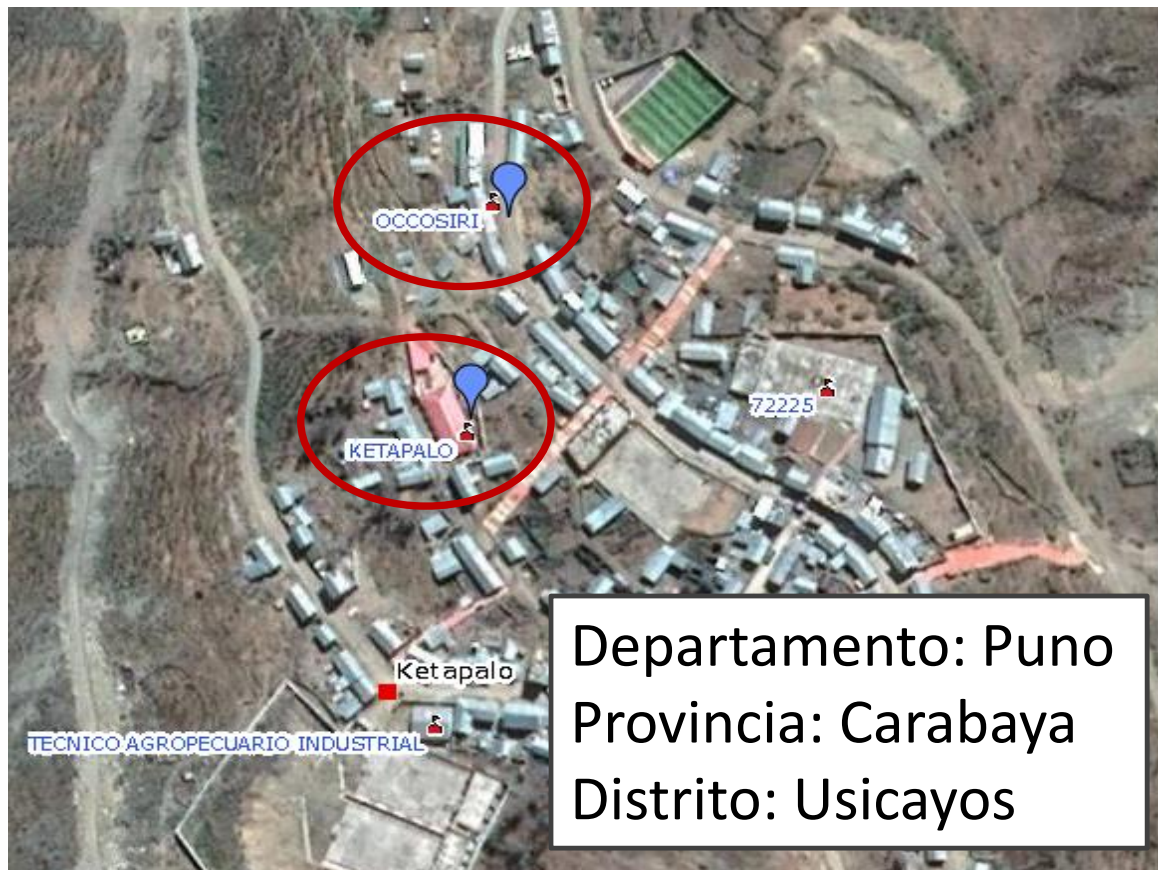 OCCOSIRI
72225
KETAPALO
Ketapalo
TECNICO AGROPECUARIO INDUSTRIAL
Departamento: Puno
Provincia: Carabaya
Distrito: Usicayos